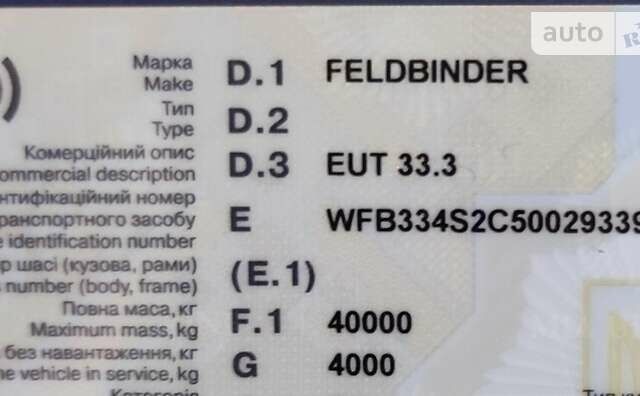 auto
Марка D.1 FELDBINDER
Make
Тип D.2
Type
Комерційний опис D.3 EUT 33.3
ommercial description
нтифікаційний номер
ранспортного засобу E WFB334S2C50029339
e identification number
р шасі (кузова, рами) (E.1)
s number (body, frame)
Повна маса, кг F.1 40000
Maximum mass, kg
без навантаження, кг G 4000
he vehicle in service, kg